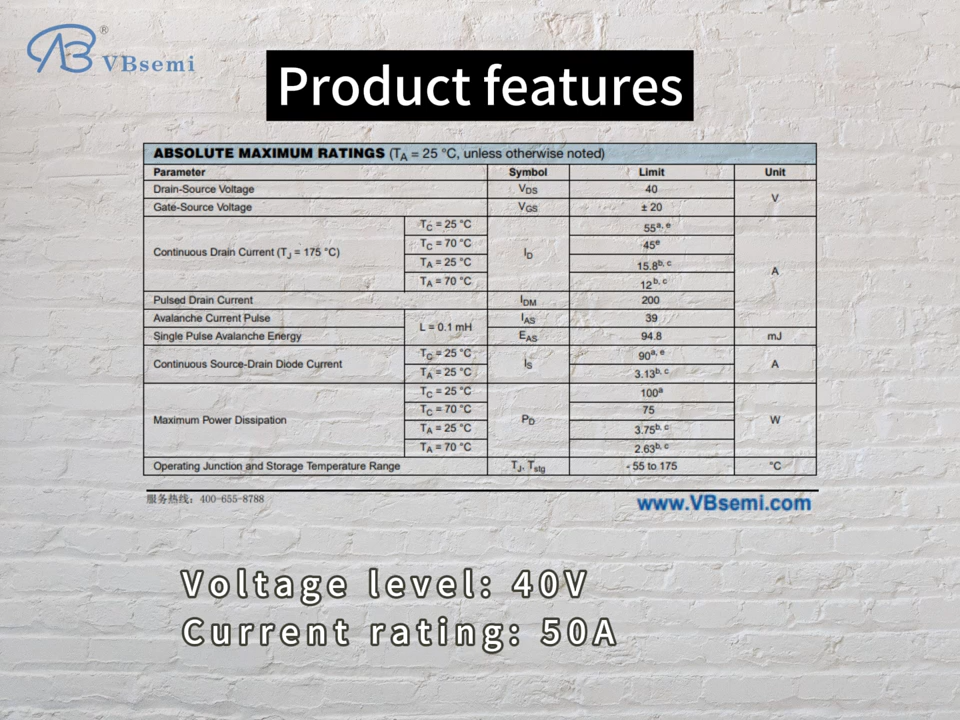 VBsemi
®
Product features
ABSOLUTE MAXIMUM RATINGS (TA = 25 °C, unless otherwise noted)
Parameter Symbol Limit Unit
Drain-Source Voltage VDS 40 V
Gate-Source Voltage VGS ± 20
Continuous Drain Current (TJ = 175 °C) TC = 25 °C ID 55a, e A
TC = 70 °C 45e
TA = 25 °C 15.8b, c
TA = 70 °C 12b, c
Pulsed Drain Current IDM 200
Avalanche Current Pulse L = 0.1 mH IAS 39
Single Pulse Avalanche Energy EAS 94.8 mJ
Continuous Source-Drain Diode Current TC = 25 °C IS 90a, e A
TA = 25 °C 3.13b, c
Maximum Power Dissipation TC = 25 °C PD 100a W
TC = 70 °C 75
TA = 25 °C 3.75b, c
TA = 70 °C 2.63b, c
Operating Junction and Storage Temperature Range TJ, Tstg - 55 to 175 °C
服务热线：400-655-8788
www.VBsemi.com
Voltage level: 40V
Current rating: 50A